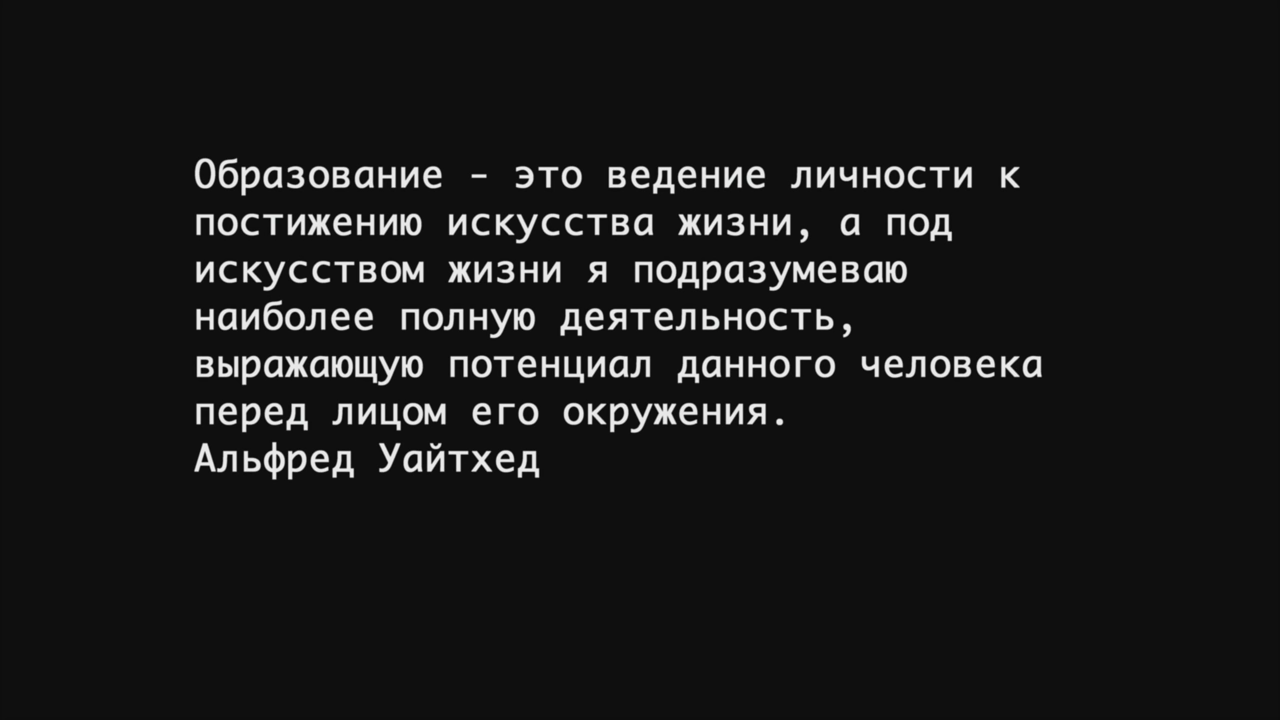 Образование - это ведение личности к
постижению искусства жизни, а под
искусством жизни я подразумеваю
наиболее полную деятельность,
выражающую потенциал данного человека
перед лицом его окружения.
Альфред Уайтхед